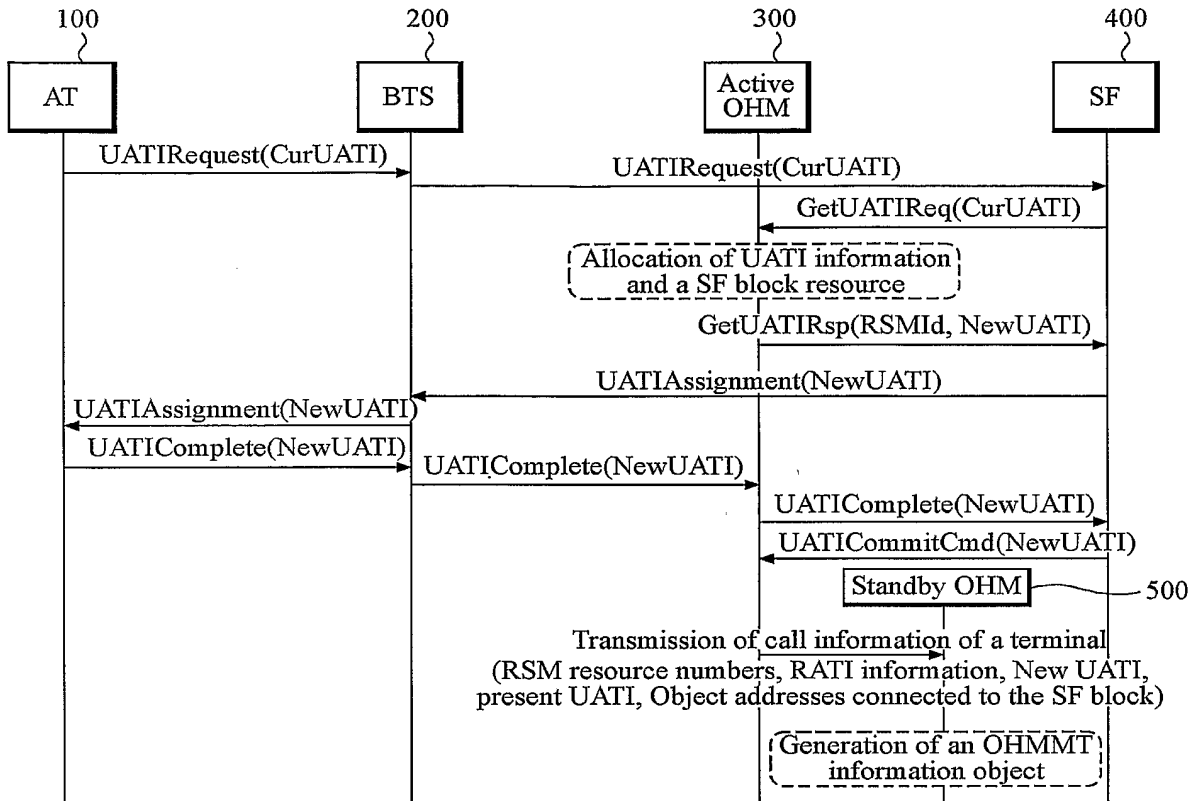 100
200
300
400
AT
BTS
Active
OHM
SF
UATIRequest(CurUATI)
UATIRequest(CurUATI)
GetUATIReq(CurUATI)
Allocation of UATI information
and a SF block resource
GetUATIRsp(RSMId, NewUATI)
UATIAssignment(NewUATI)
UATIAssignment(NewUATI)
UATIComplete(NewUATI)
UATIComplete(NewUATI)
UATIComplete(NewUATI)
UATICommitCmd(NewUATI)
Standby OHM
500
Transmission of call information of a terminal
(RSM resource numbers, RATI information, New UATI,
present UATI, Object addresses connected to the SF block)
Generation of an OHMMT
information object